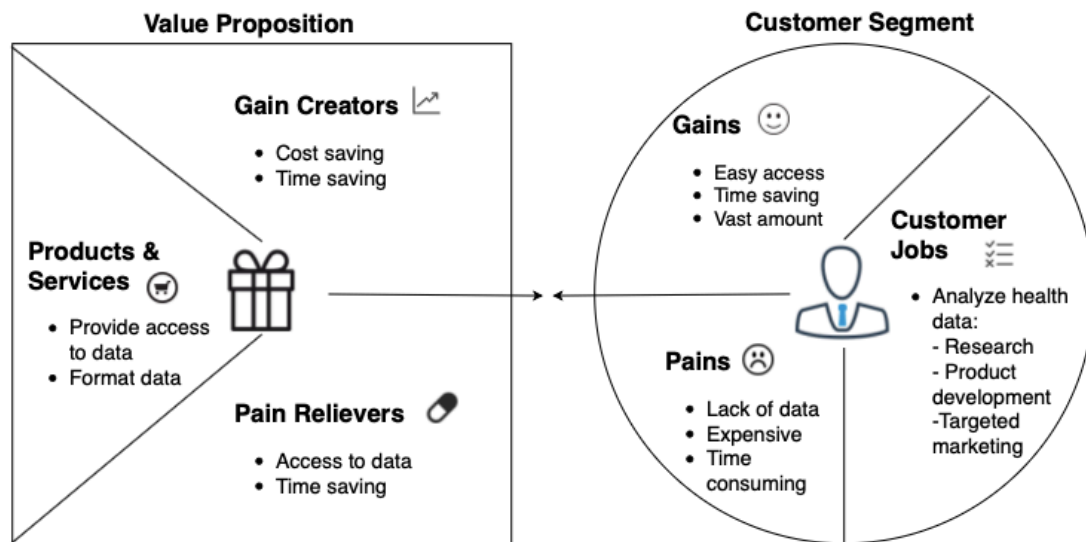 Value Proposition
Customer Segment
Gain Creators
• Cost saving
• Time saving
Products &
Services
• Provide access
to data
• Format data
Pain Relievers
• Access to data
• Time saving
Gains
• Easy access
• Time saving
• Vast amount
Customer
Jobs
• Analyze health
data:
- Research
- Product
development
-Targeted
marketing
Pains
• Lack of data
• Expensive
• Time
consuming